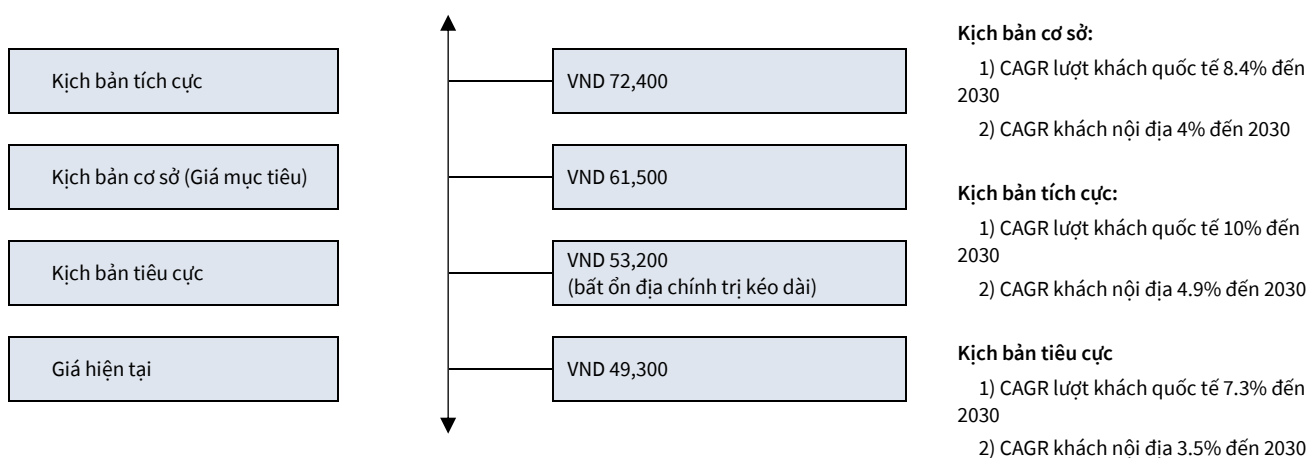 Kịch bản tích cực
VND 72,400
Kịch bản cơ sở (Giá mục tiêu)
VND 61,500
Kịch bản tiêu cực
VND 53,200
(bất ổn địa chính trị kéo dài)
Giá hiện tại
VND 49,300
Kịch bản cơ sở:
1) CAGR lượt khách quốc tế 8.4% đến
2030
2) CAGR khách nội địa 4% đến 2030
Kịch bản tích cực:
1) CAGR lượt khách quốc tế 10% đến
2030
2) CAGR khách nội địa 4.9% đến 2030
Kịch bản tiêu cực
1) CAGR lượt khách quốc tế 7.3% đến
2030
2) CAGR khách nội địa 3.5% đến 2030